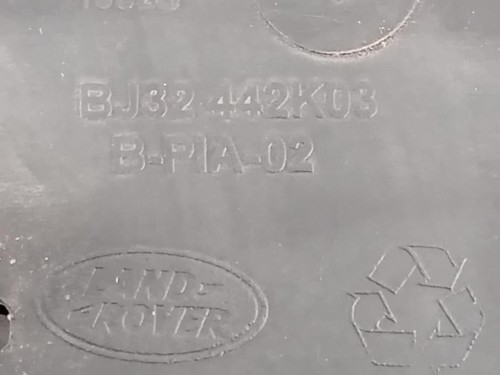 BJ32 442K03
B-PIA-02
LAND-
ROVER